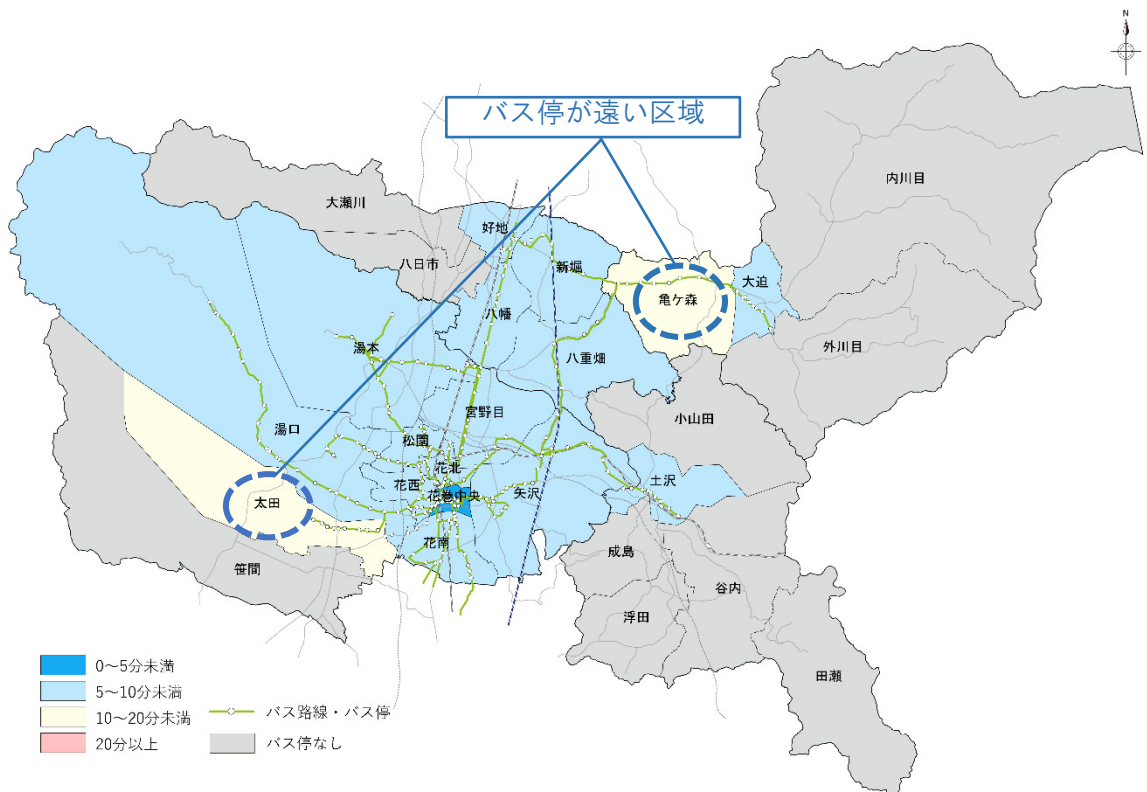 N
バス停が遠い区域
内川目
大瀬川
好地
八日市
新堀
大迫
亀ケ森
八幡
外川目
湯本
八重畑
宮野目
小山田
湯口
松園
花北
土沢
花西
花巻中央
矢沢
太田
花南
成島
笹間
谷内
浮田
田瀬
0～5分未満
5～10分未満
10～20分未満
20分以上
バス路線・バス停
バス停なし